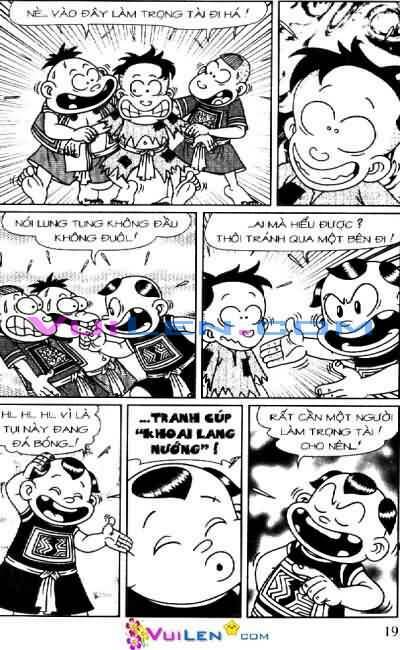 NÈ... VÀO ĐÂY LÀM TRỌNG TÀI ĐI HÁ!
NÓI LUNG TUNG KHÔNG ĐẦU
KHÔNG ĐUÔI..!
...AI MÀ HIỂU ĐƯỢC?
THÔI TRÁNH QUA MỘT BÊN ĐI!
VUILEN.COM
HI.. HI.. HI.. VÌ LÀ
TỤI NÀY ĐANG
ĐÁ BÓNG..!
...TRANH CÚP
"KHOAI LANG
NƯỚNG"!
RẤT CẦN MỘT NGƯỜI
LÀM TRỌNG TÀI!
CHO NÊN..!
19
VUILEN.COM